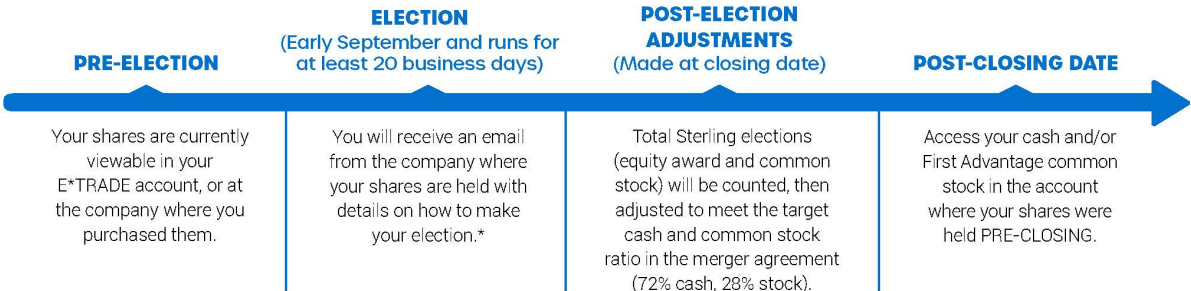 PRE-ELECTION
Your shares are currently
viewable in your
E*TRADE account, or at
the company where you
purchased them.
ELECTION
(Early September and runs for
at least 20 business days)
You will receive an email
from the company where
your shares are held with
details on how to make
your election.*
POST-ELECTION
ADJUSTMENTS
(Made at closing date)
Total Sterling elections
(equity award and common
stock) will be counted, then
adjusted to meet the target
cash and common stock
ratio in the merger agreement
(72% cash, 28% stock).
POST-CLOSING DATE
Access your cash and/or
First Advantage common
stock in the account
where your shares were
held PRE-CLOSING.